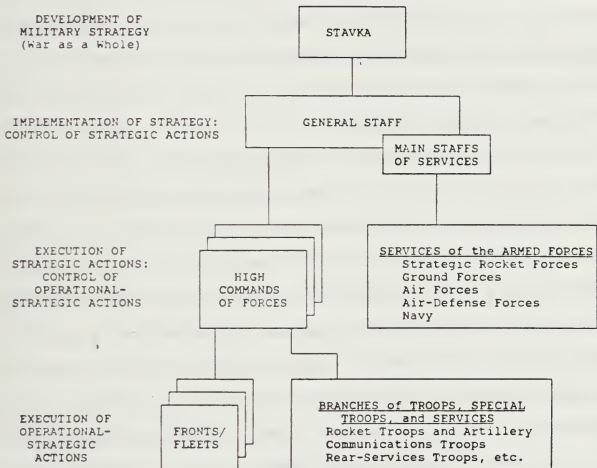 DEVELOPMENT OF
MILITARY STRATEGY
(War as a Whole)
STAVKA
IMPLEMENTATION OF STRATEGY:
CONTROL OF STRATEGIC ACTIONS
GENERAL STAFF
MAIN STAFFS
OF SERVICES
EXECUTION OF
STRATEGIC ACTIONS:
CONTROL OF
OPERATIONAL-
STRATEGIC ACTIONS
HIGH
COMMANDS
OF FORCES
SERVICES of the ARMED FORCES
Strategic Rocket Forces
Ground Forces
Air Forces
Air-Defense Forces
Navy
EXECUTION OF
OPERATIONAL-
STRATEGIC
ACTIONS
FRONTS/
FLEETS
BRANCHES of TROOPS, SPECIAL
TROOPS, and SERVICES
Rocket Troops and Artillery
Communications Troops
Rear-Services Troops, etc.